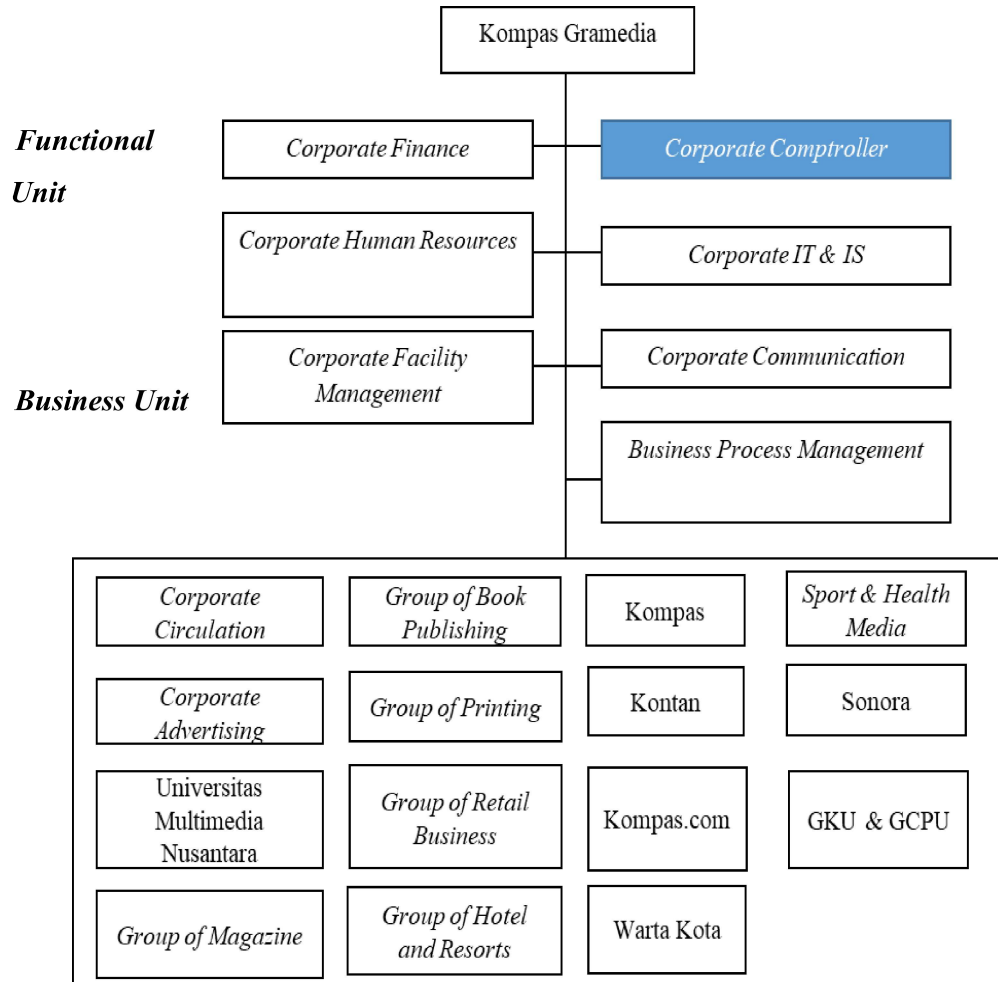 Kompas Gramedia
Functional
Unit
Corporate Finance
Corporate Comptroller
Corporate Human Resources
Corporate IT & IS
Corporate Facility
Management
Corporate Communication
Business Unit
Business Process Management
Corporate
Circulation
Group of Book
Publishing
Kompas
Sport & Health
Media
Corporate
Advertising
Group of Printing
Kontan
Sonora
Universitas
Multimedia
Nusantara
Group of Retail
Business
Kompas.com
GKU & GCPU
Group of Magazine
Group of Hotel
and Resorts
Warta Kota